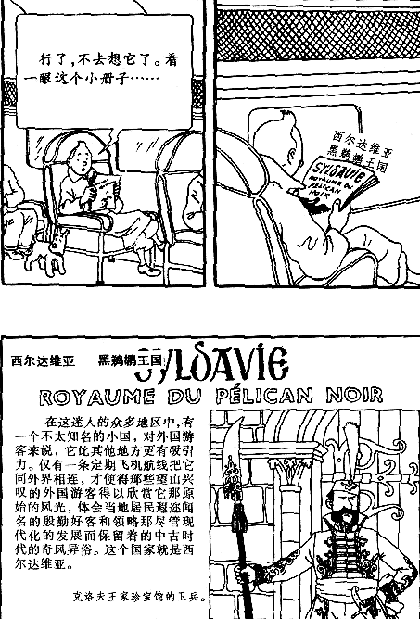 行了,不去想它了。看
一眼这个小册子……
西尔达维亚
黑鹈鹕王国
SYLDAVIE
ROYAUME DU
PÉLICAN
NOIR
西尔达维亚 黑鹈鹕王国
SYLDAVIE
ROYAUME DU PÉLICAN NOIR
在这迷人的众多地区中,有
一个不太知名的小国,对外国游
客来说,它比其他地方更有吸引
力。仅有一条定期飞机航线把它
同外界相连,才使得那些望山兴
叹的外国游客得以欣赏它那原
始的风光,体会当地居民遐迩闻
名的殷勤好客和领略那尽管现
代化的发展而保留着的中古时
代的奇风异俗。这个国家就是西
尔达维亚。
克洛夫王家珍宝馆的卫兵。